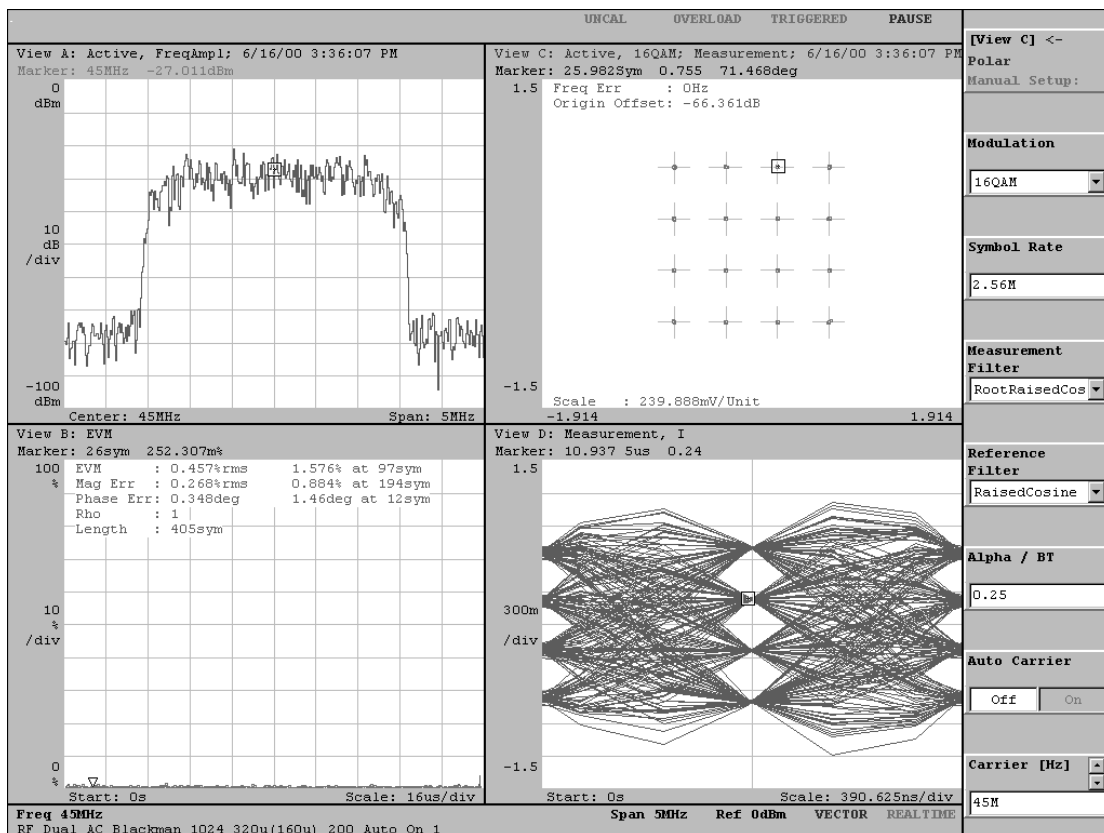 UNCAL OVERLOAD TRIGGERED PAUSE
View A: Active, FreqAmpl; 6/16/00 3:36:07 PM
Marker: 45MHz -27.011dBm
0
dBm
10
dB
/div
-100
dBm
Center: 45MHz Span: 5MHz
View C: Active, 16QAM; Measurement; 6/16/00 3:36:07 PM
Marker: 25.982Sym 0.755 71.468deg
1.5
Freq Err : 0Hz
Origin Offset: -66.361dB
-1.5
Scale : 239.888mV/Unit
-1.914 1.914
View B: EVM
Marker: 26sym 252.307m%
100
%
EVM : 0.457%rms 1.576% at 97sym
Mag Err : 0.268%rms 0.884% at 194sym
Phase Err: 0.348deg 1.46deg at 12sym
Rho : 1
Length : 405sym
10
%
/div
0
%
Start: 0s Scale: 16us/div
View D: Measurement, I
Marker: 10.937 5us 0.24
1.5
300m
/div
-1.5
Start: 0s Scale: 390.625ns/div
[View C] <-
Polar
Manual Setup:
Modulation
16QAM
Symbol Rate
2.56M
Measurement
Filter
RootRaisedCos
Reference
Filter
RaisedCosine
Alpha / BT
0.25
Auto Carrier
Off On
Carrier [Hz]
45M
Freq 45MHz Span 5MHz Ref 0dBm VECTOR REALTIME
RF Dual AC Blackman 1024 320u(160u) 200 Auto On 1